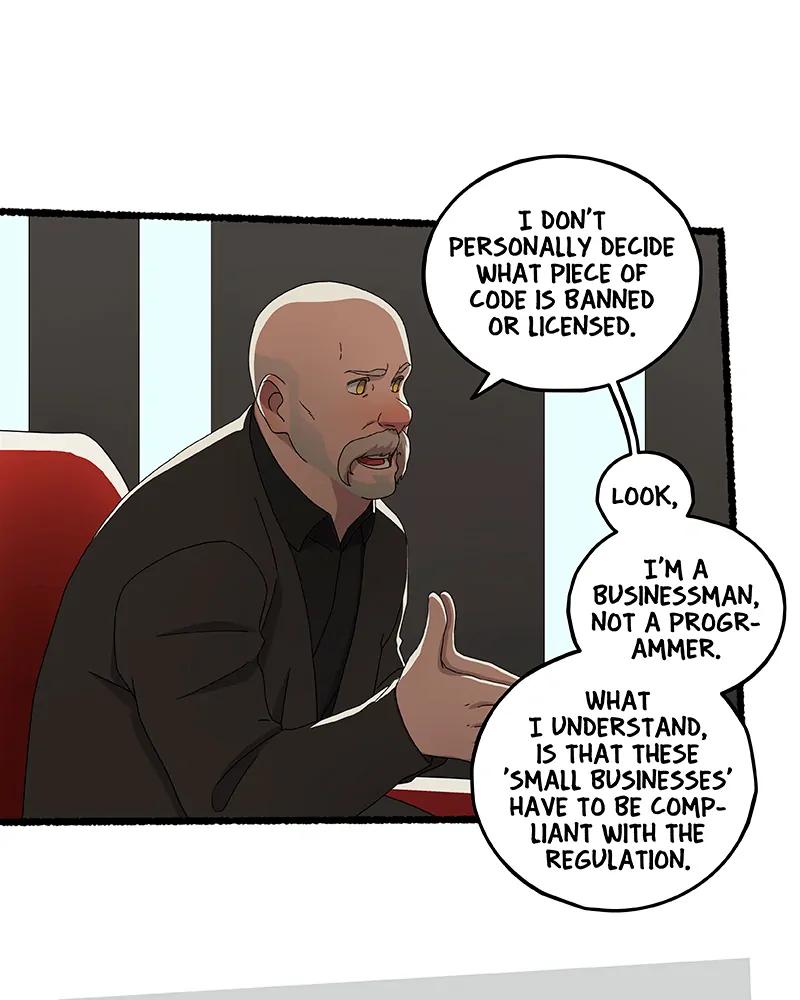 I DON'T
PERSONALLY DECIDE
WHAT PIECE OF
CODE IS BANNED
OR LICENSED.
LOOK,
I'M A
BUSINESSMAN,
NOT A PROGR-
AMMER.
WHAT
I UNDERSTAND,
IS THAT THESE
'SMALL BUSINESSES'
HAVE TO BE COMP-
LIANT WITH THE
REGULATION.